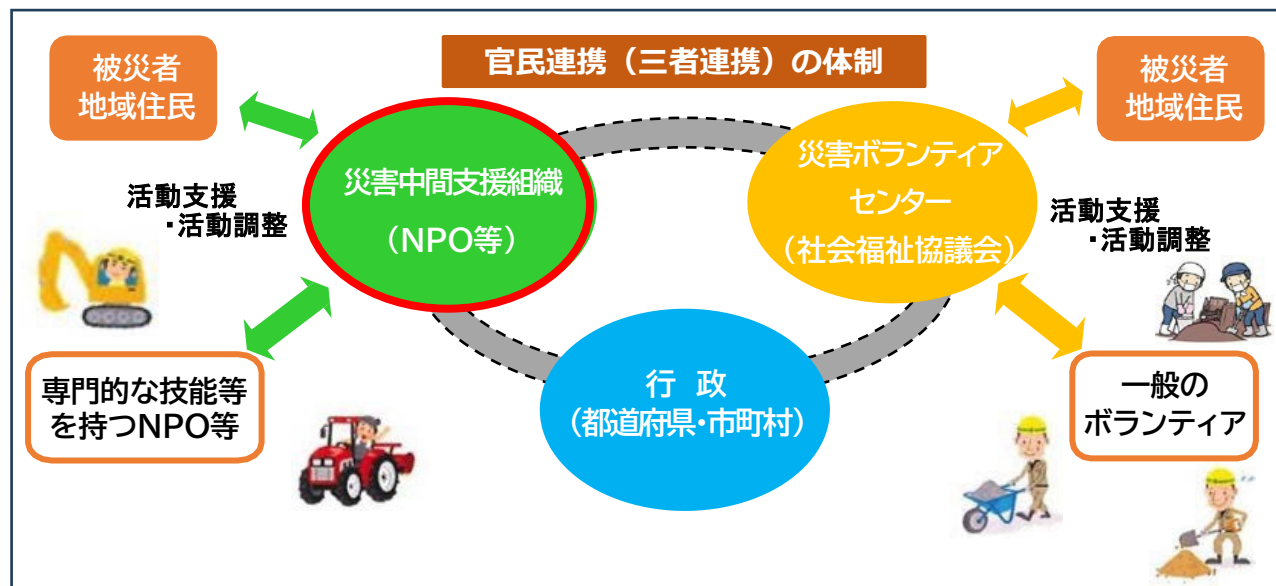 官民連携（三者連携）の体制
被災者
地域住民
被災者
地域住民
災害中間支援組織
（NPO等）
災害ボランティア
センター
（社会福祉協議会）
活動支援
・活動調整
活動支援
・活動調整
行 政
（都道府県・市町村）
専門的な技能等
を持つNPO等
一般の
ボランティア